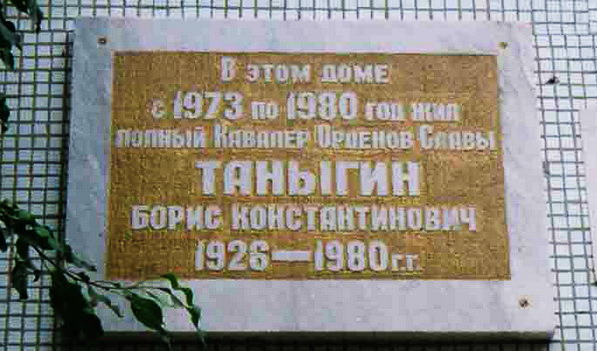 В этом доме
с 1973 по 1980 год жил
полный Кавалер Орденов Славы
ТАНЫГИН
БОРИС КОНСТАНТИНОВИЧ
1926—1980г.г.